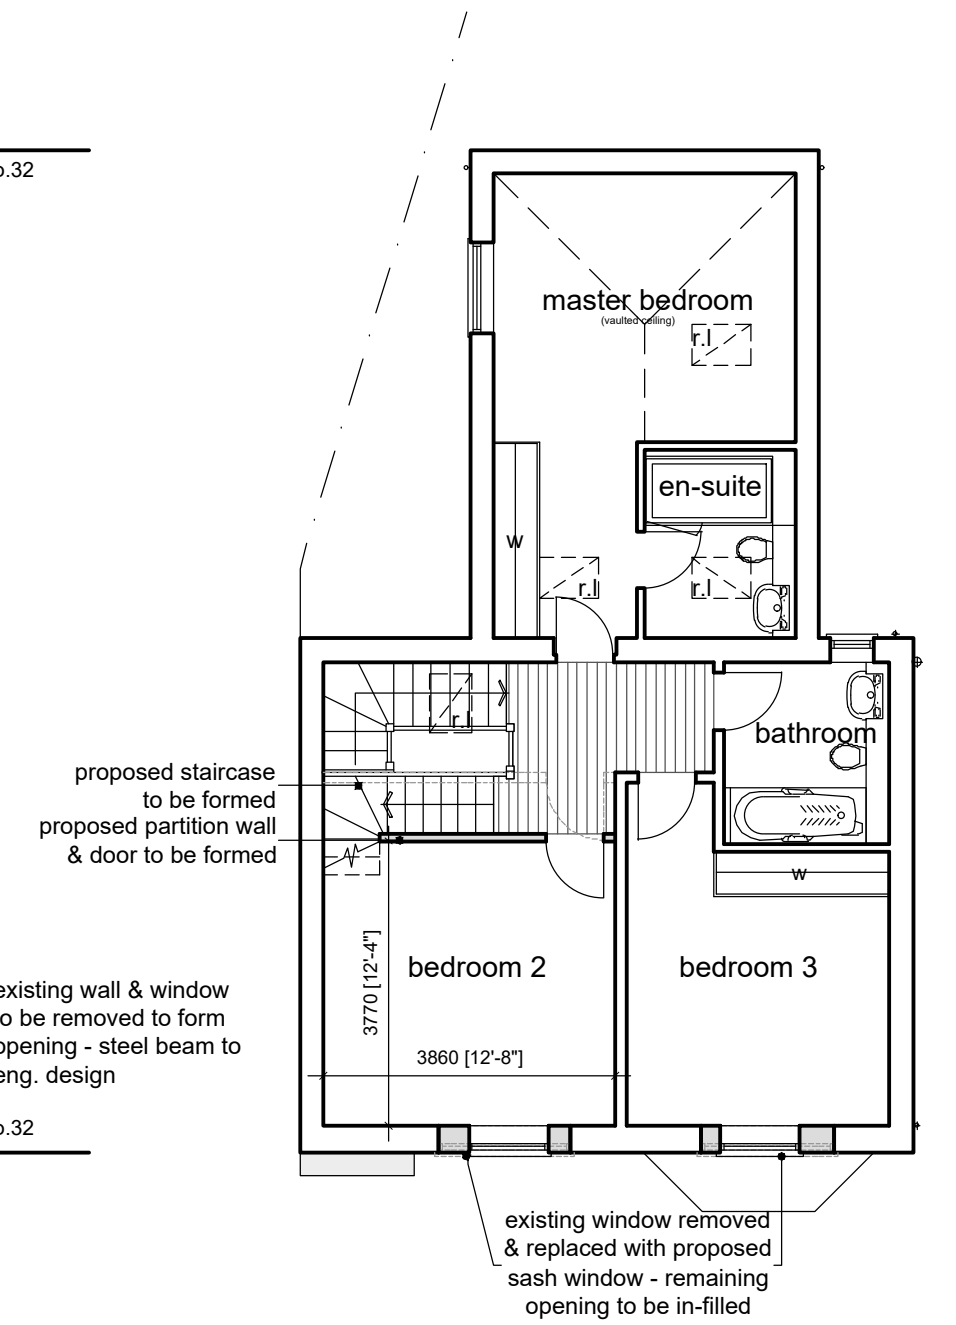 o.32
master bedroom
(vaulted ceiling)
r.l
en-suite
w
r.l
r.l
r.l
bathroom
proposed staircase
to be formed
proposed partition wall
& door to be formed
w
bedroom 2
bedroom 3
3770 [12'-4"]
3860 [12'-8"]
existing wall & window
to be removed to form
opening - steel beam to
eng. design
o.32
existing window removed
& replaced with proposed
sash window - remaining
opening to be in-filled